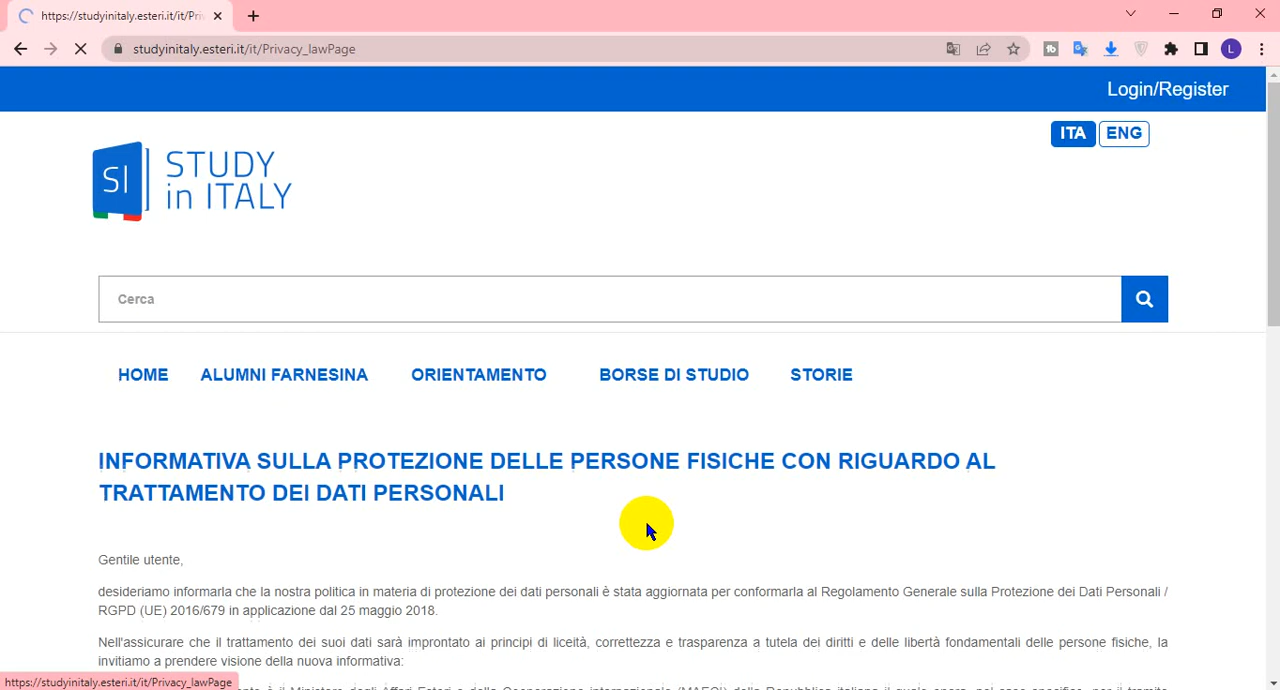 https://studyinitaly.esteri.it/it/Pri
studyinitaly.esteri.it/it/Privacy_lawPage
L
Login/Register
ITA ENG
SI STUDY
in ITALY
Cerca
HOME ALUMNI FARNESINA ORIENTAMENTO BORSE DI STUDIO STORIE
INFORMATIVA SULLA PROTEZIONE DELLE PERSONE FISICHE CON RIGUARDO AL
TRATTAMENTO DEI DATI PERSONALI
Gentile utente,
desideriamo informarla che la nostra politica in materia di protezione dei dati personali è stata aggiornata per conformarla al Regolamento Generale sulla Protezione dei Dati Personali /
RGPD (UE) 2016/679 in applicazione dal 25 maggio 2018.
Nell'assicurare che il trattamento dei suoi dati sarà improntato ai principi di liceità, correttezza e trasparenza a tutela dei diritti e delle libertà fondamentali delle persone fisiche, la
invitiamo a prendere visione della nuova informativa:
https://studyinitaly.esteri.it/it/Privacy_lawPage